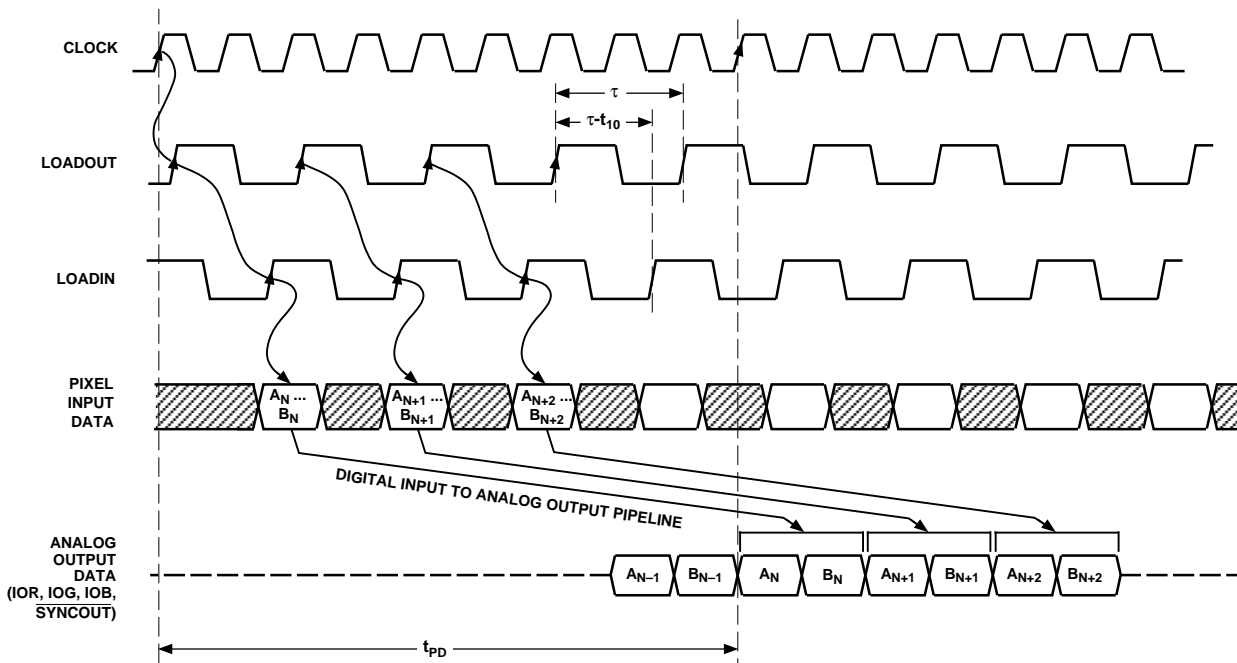 CLOCK
τ
τ-t10
LOADOUT
LOADIN
PIXEL
INPUT
DATA
AN ...
BN
AN+1 ...
BN+1
AN+2 ...
BN+2
DIGITAL INPUT TO ANALOG OUTPUT PIPELINE
ANALOG
OUTPUT
DATA
(IOR, IOG, IOB,
SYNCOUT)
AN–1
BN–1
AN
BN
AN+1
BN+1
AN+2
BN+2
tPD